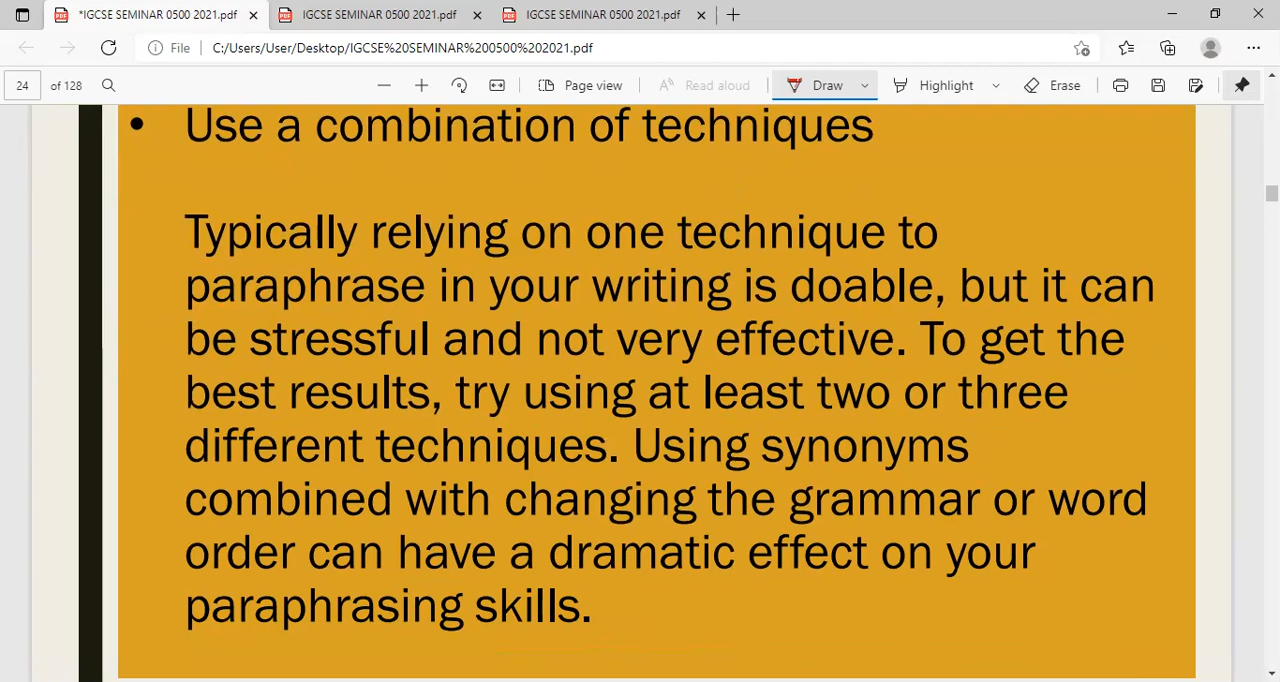 *IGCSE SEMINAR 0500 2021.pdf
IGCSE SEMINAR 0500 2021.pdf
IGCSE SEMINAR 0500 2021.pdf
File
C:/Users/User/Desktop/IGCSE%20SEMINAR%200500%202021.pdf
24 of 128
Page view
Read aloud
Draw
Highlight
Erase
• Use a combination of techniques
Typically relying on one technique to
paraphrase in your writing is doable, but it can
be stressful and not very effective. To get the
best results, try using at least two or three
different techniques. Using synonyms
combined with changing the grammar or word
order can have a dramatic effect on your
paraphrasing skills.